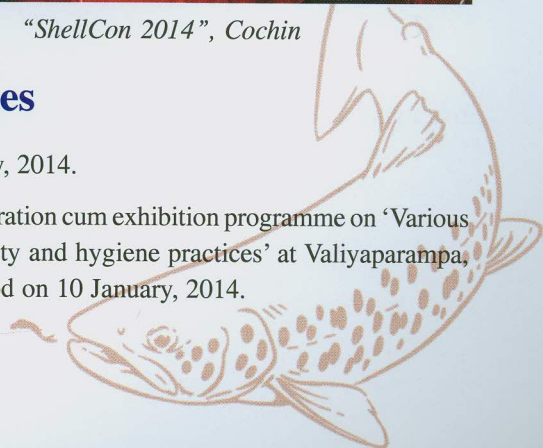 “ShellCon 2014”, Cochin
es
, 2014.
ration cum exhibition programme on ‘Various
ty and hygiene practices’ at Valiyaparampa,
d on 10 January, 2014.